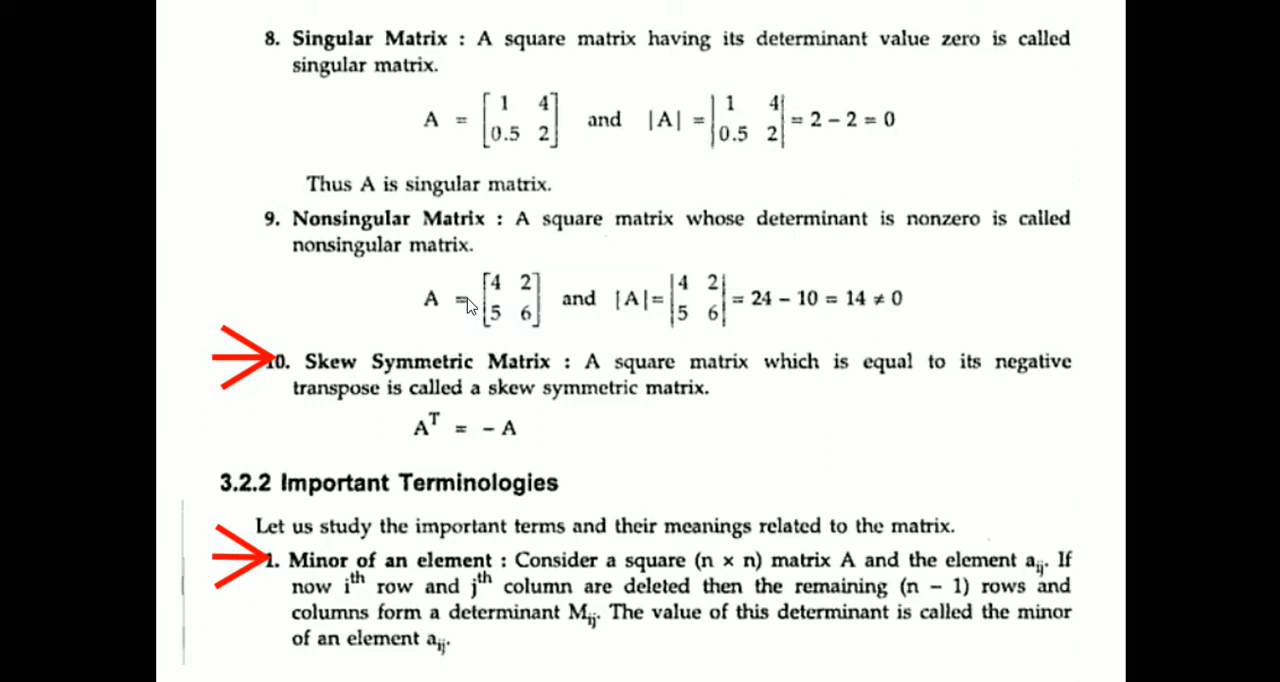 8. Singular Matrix : A square matrix having its determinant value zero is called
singular matrix.
A = [1 4
0.5 2] and |A| = |1 4
0.5 2| = 2 − 2 = 0
Thus A is singular matrix.
9. Nonsingular Matrix : A square matrix whose determinant is nonzero is called
nonsingular matrix.
A = [4 2
5 6] and |A| = |4 2
5 6| = 24 − 10 = 14 ≠ 0
10. Skew Symmetric Matrix : A square matrix which is equal to its negative
transpose is called a skew symmetric matrix.
Aᵀ = − A
3.2.2 Important Terminologies
Let us study the important terms and their meanings related to the matrix.
1. Minor of an element : Consider a square (n × n) matrix A and the element aᵢⱼ. If
now iᵗʰ row and jᵗʰ column are deleted then the remaining (n − 1) rows and
columns form a determinant Mᵢⱼ. The value of this determinant is called the minor
of an element aᵢⱼ.